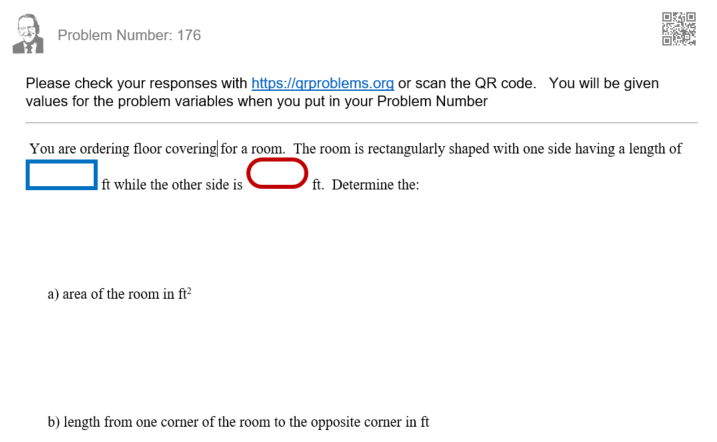 Problem Number: 176
Please check your responses with https://qrproblems.org or scan the QR code.   You will be given
values for the problem variables when you put in your Problem Number
You are ordering floor covering for a room.  The room is rectangularly shaped with one side having a length of
ft while the other side is ft.  Determine the:
a) area of the room in ft²
b) length from one corner of the room to the opposite corner in ft